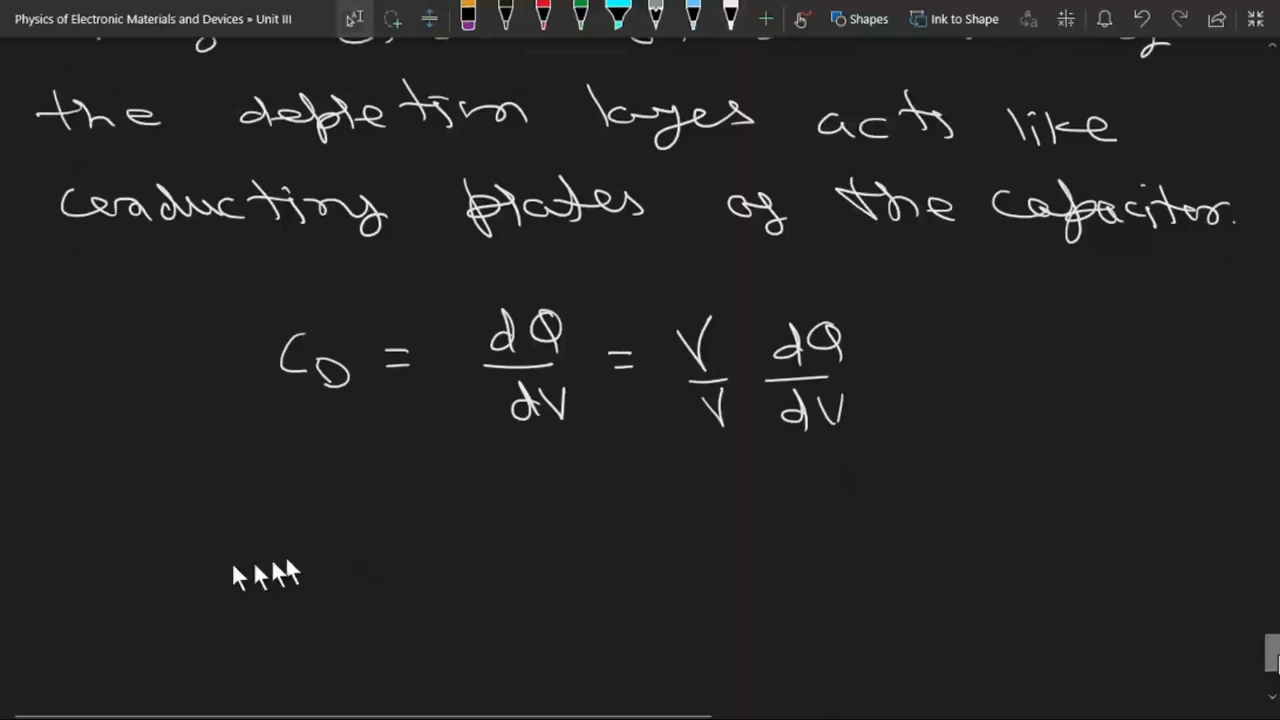 Physics of Electronic Materials and Devices » Unit III
Shapes
Ink to Shape
the depletion layes acts like
conducting plates of the capacitor.
C_D = dQ/dV = V/V dQ/dV